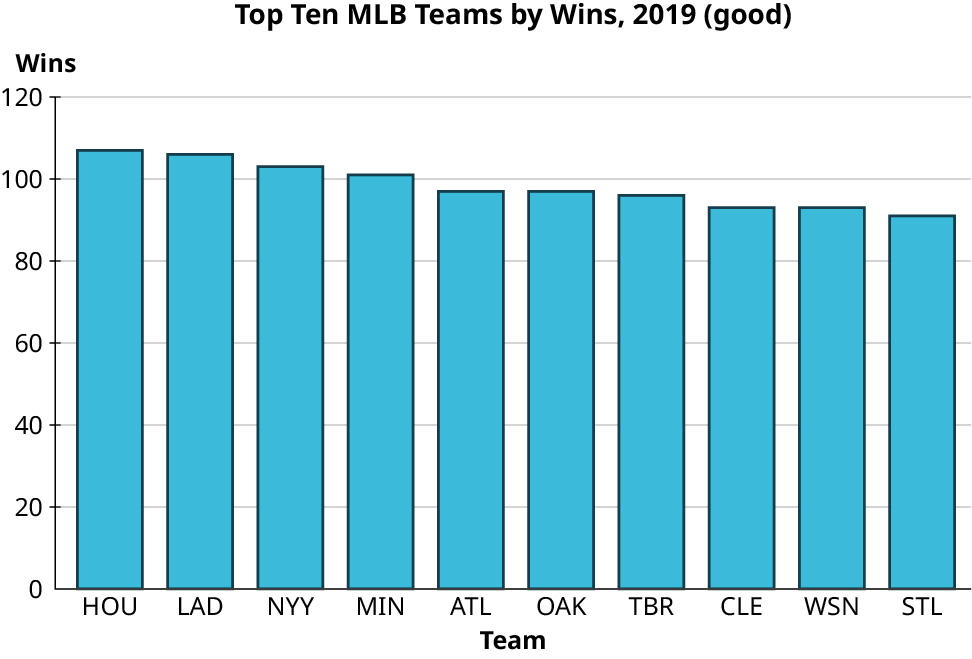 Top Ten MLB Teams by Wins, 2019 (good)
Wins
120
100
80
60
40
20
0
HOU LAD NYY MIN ATL OAK TBR CLE WSN STL
Team